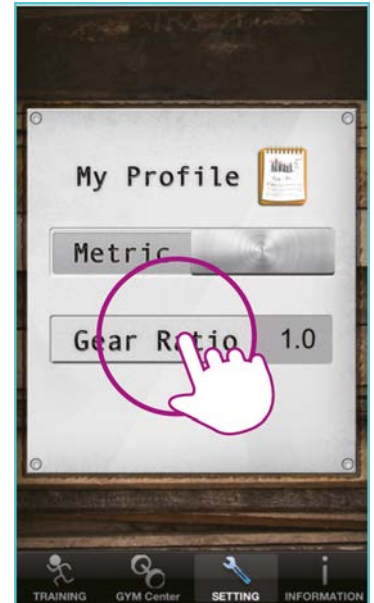 My Profile
Metric
Gear Ratio 1.0
TRAINING GYM Center SETTING INFORMATION